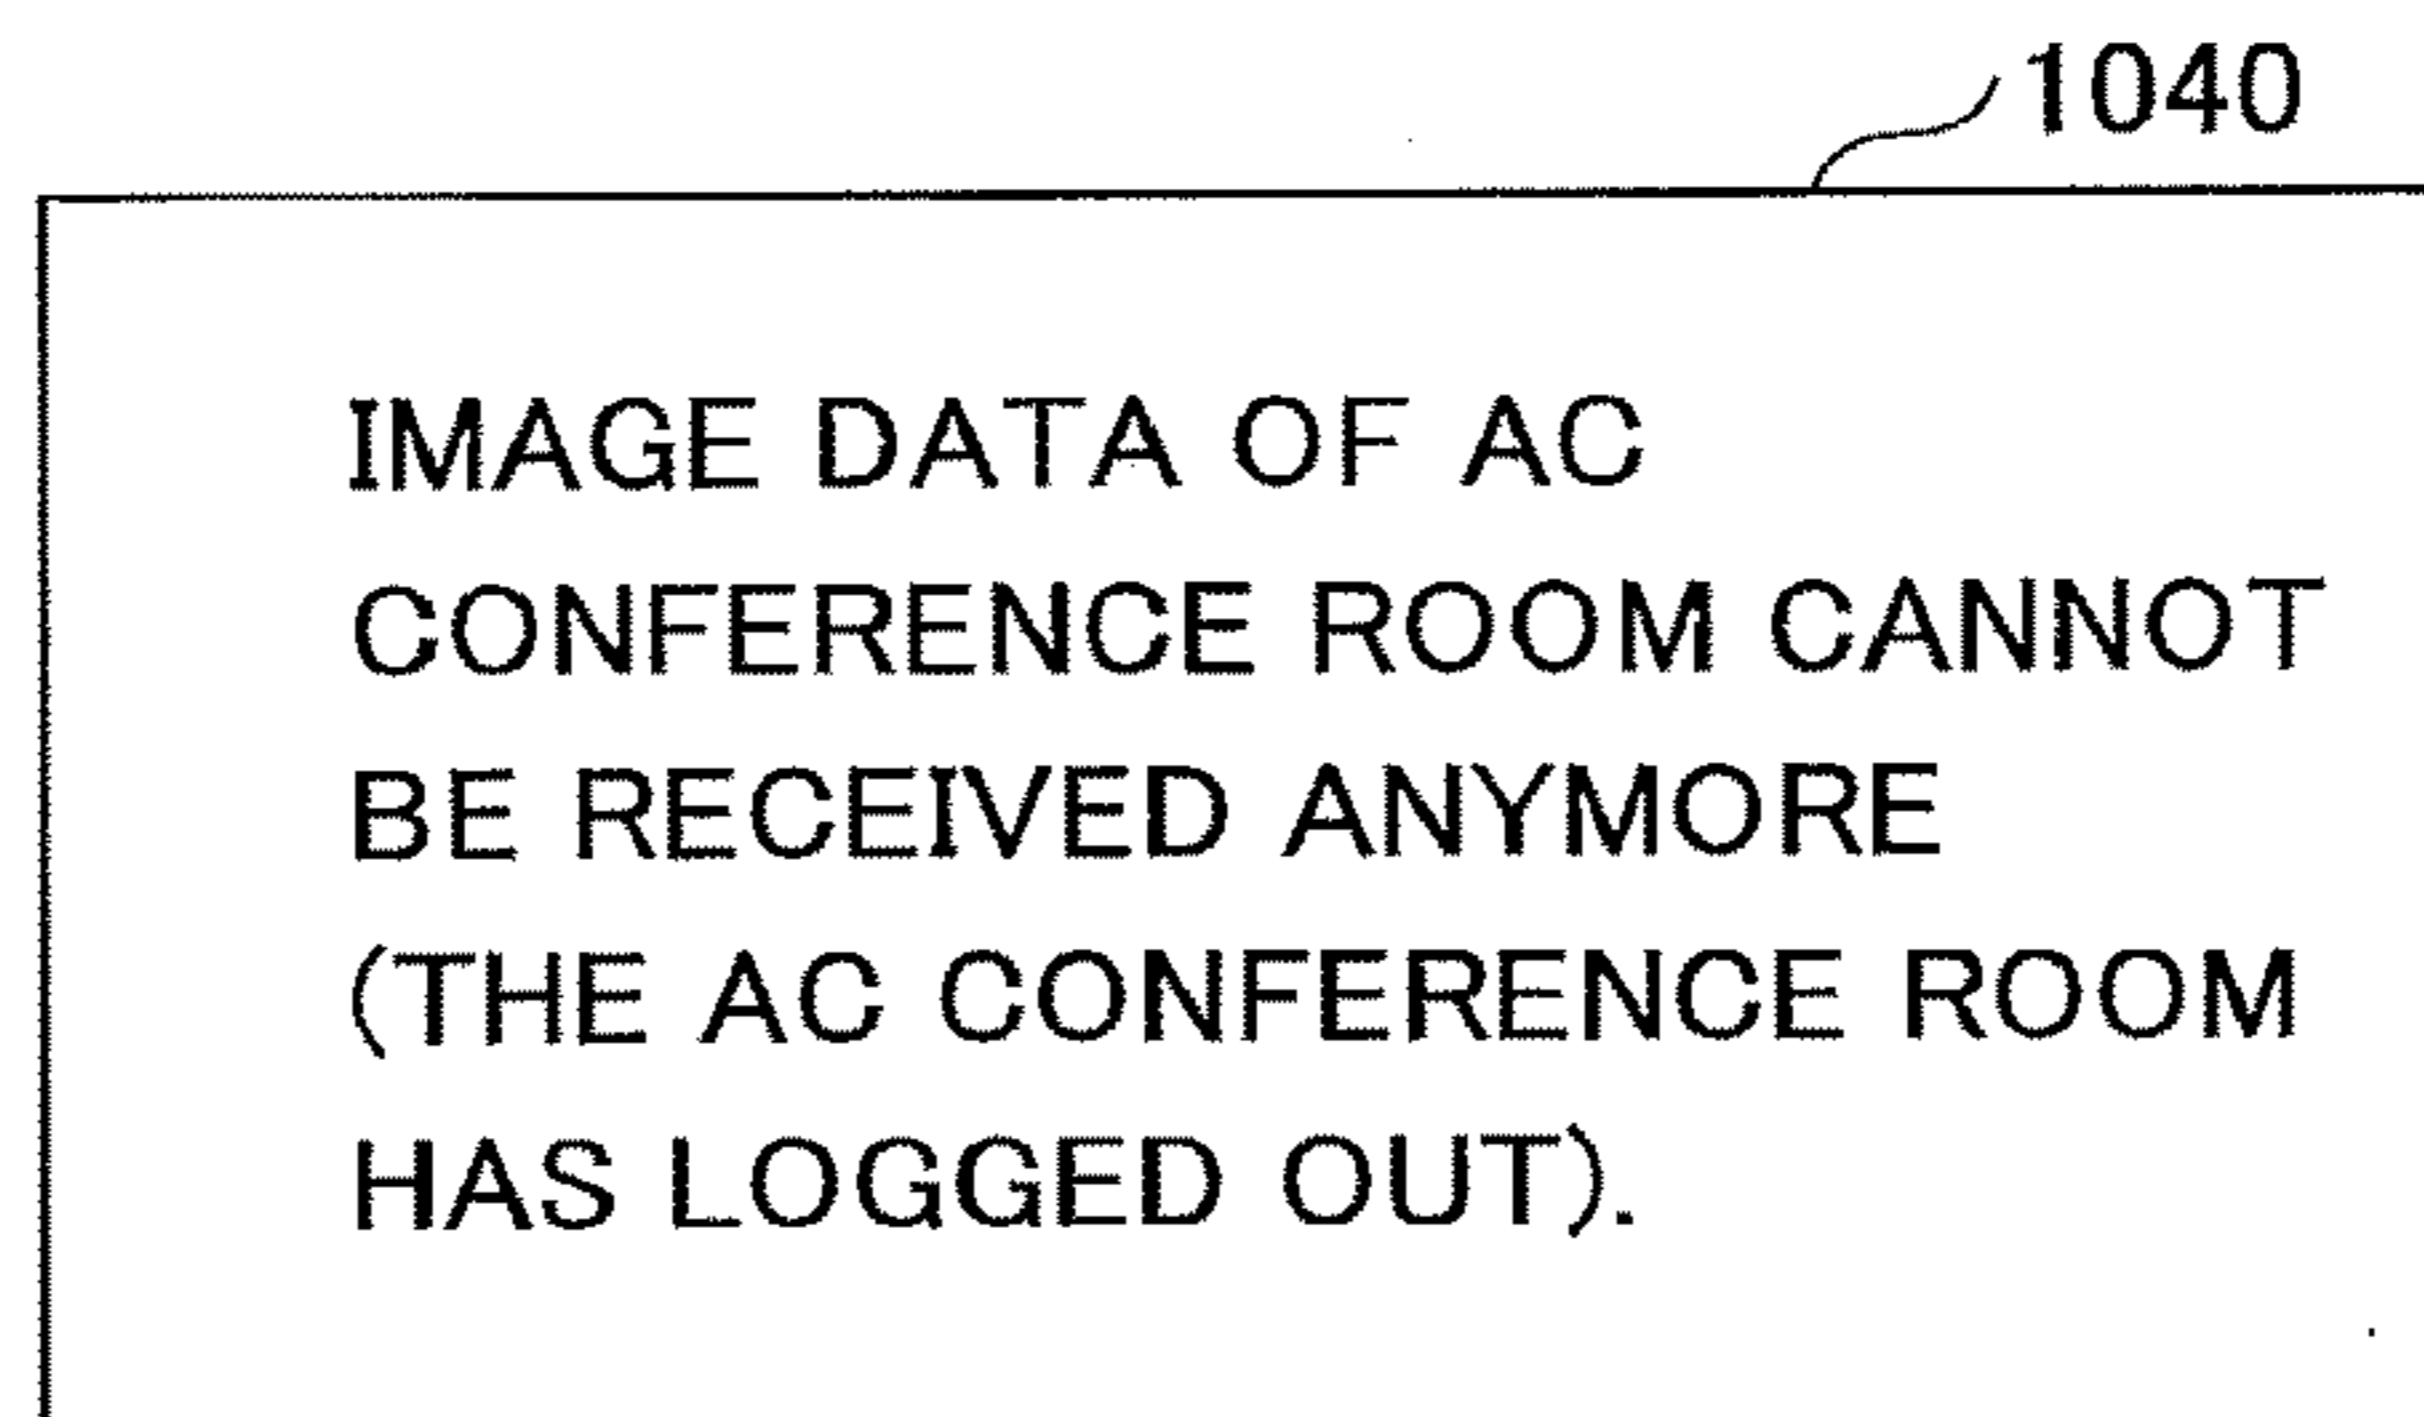 1040
IMAGE DATA OF AC
CONFERENCE ROOM CANNOT
BE RECEIVED ANYMORE
(THE AC CONFERENCE ROOM
HAS LOGGED OUT).